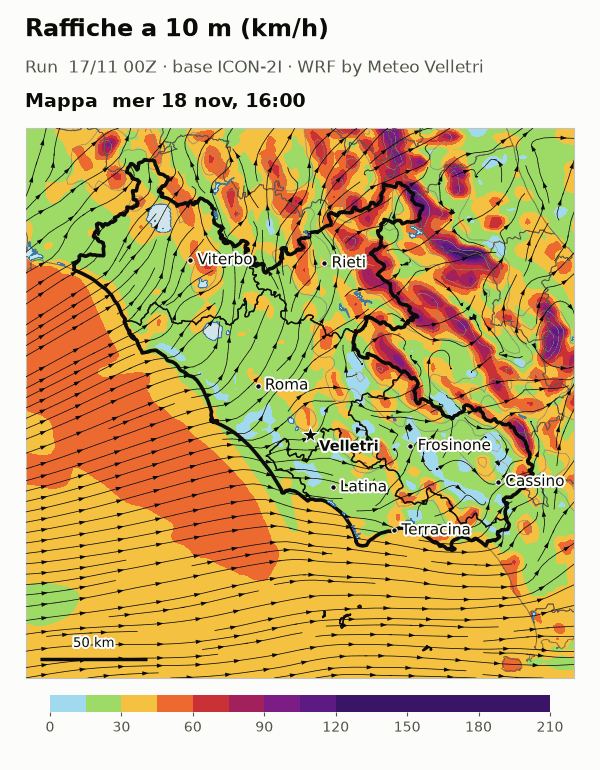 Raffiche a 10 m (km/h)
Run 17/11 00Z · base ICON-2I · WRF by Meteo Velletri
Mappa mer 18 nov, 16:00
Viterbo
Rieti
Roma
Velletri
Frosinone
Latina
Cassino
Terracina
50 km
0 30 60 90 120 150 180 210